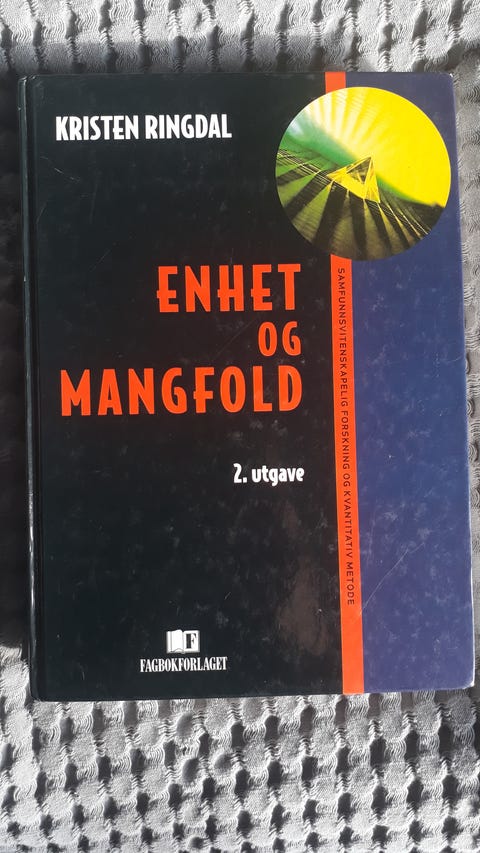 KRISTEN RINGDAL
ENHET
OG
MANGFOLD
SAMFUNNSVITENSKAPELIG FORSKNING OG KVANTITATIV METODE
2. utgave
F
FAGBOKFORLAGET